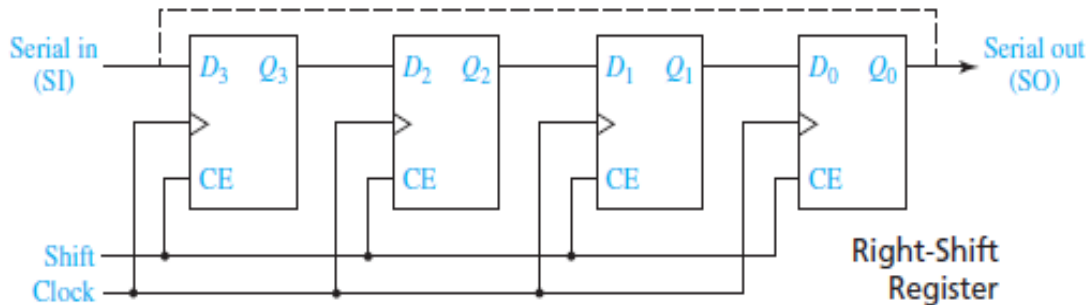 Serial in
(SI)
D₃ Q₃
D₂ Q₂
D₁ Q₁
D₀ Q₀
Serial out
(SO)
CE
CE
CE
CE
Shift
Clock
Right-Shift
Register